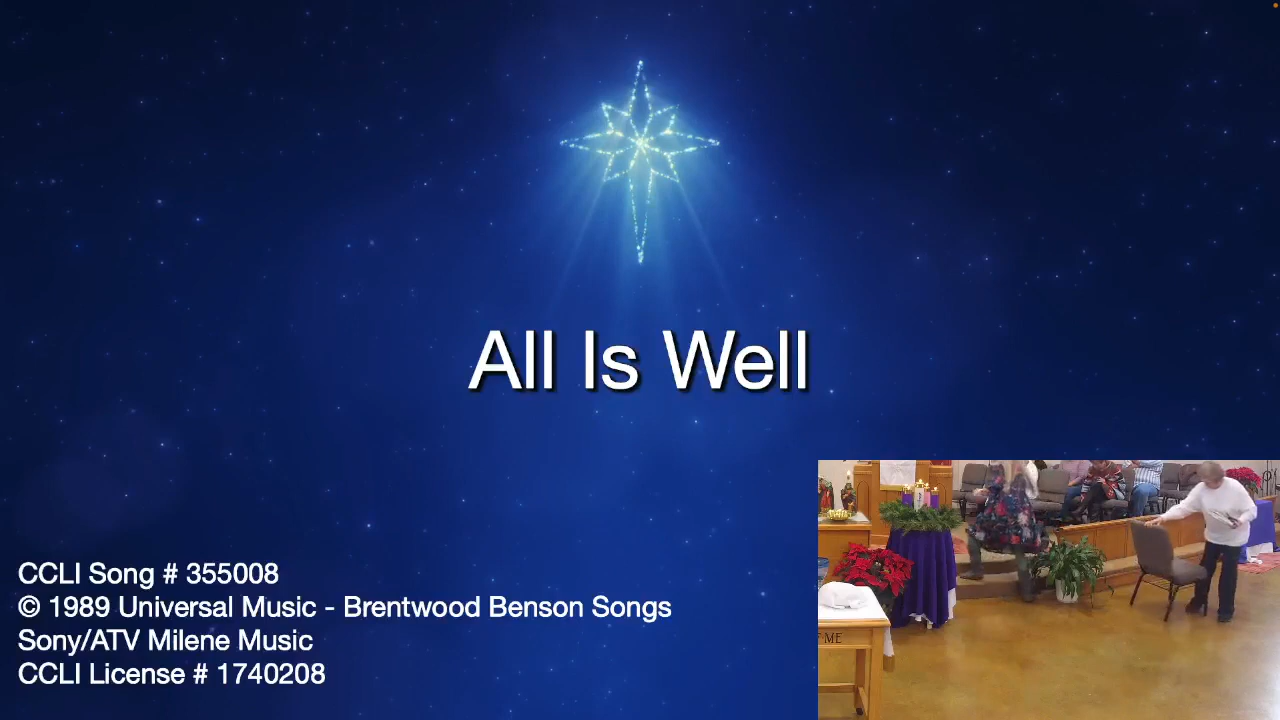 All Is Well
CCLI Song # 355008
© 1989 Universal Music - Brentwood Benson Songs
Sony/ATV Milene Music
CCLI License # 1740208
ME